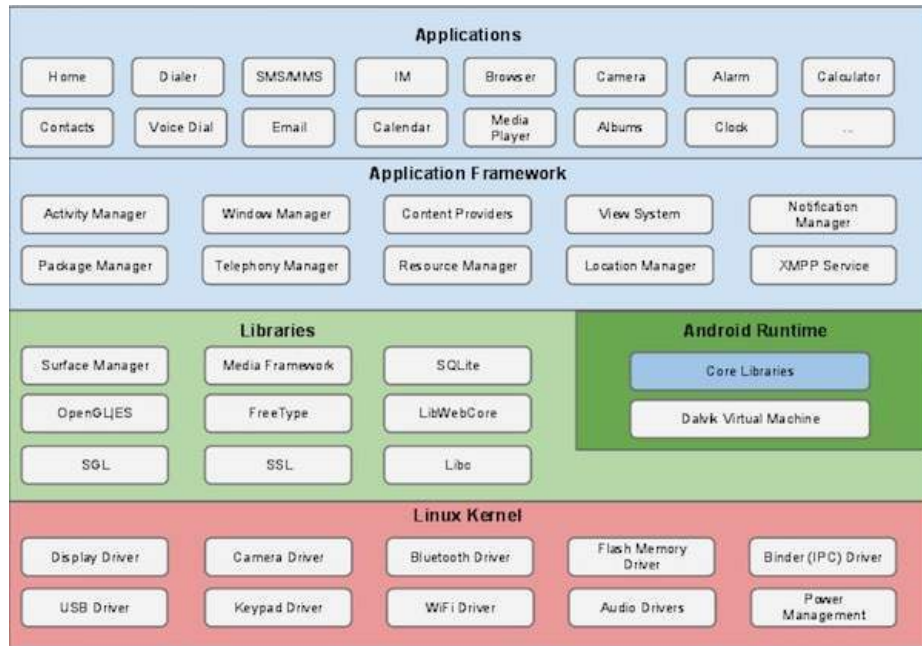 Applications
Home Dialer SMS/MMS IM Browser Camera Alarm Calculator
Contacts Voice Dial Email Calendar Media Player Albums Clock ...
Application Framework
Activity Manager Window Manager Content Providers View System Notification Manager
Package Manager Telephony Manager Resource Manager Location Manager XMPP Service
Libraries
Surface Manager Media Framework SQLite
OpenGL|ES FreeType LibWebCore
SGL SSL Libc
Android Runtime
Core Libraries
Dalvik Virtual Machine
Linux Kernel
Display Driver Camera Driver Bluetooth Driver Flash Memory Driver Binder (IPC) Driver
USB Driver Keypad Driver WiFi Driver Audio Drivers Power Management